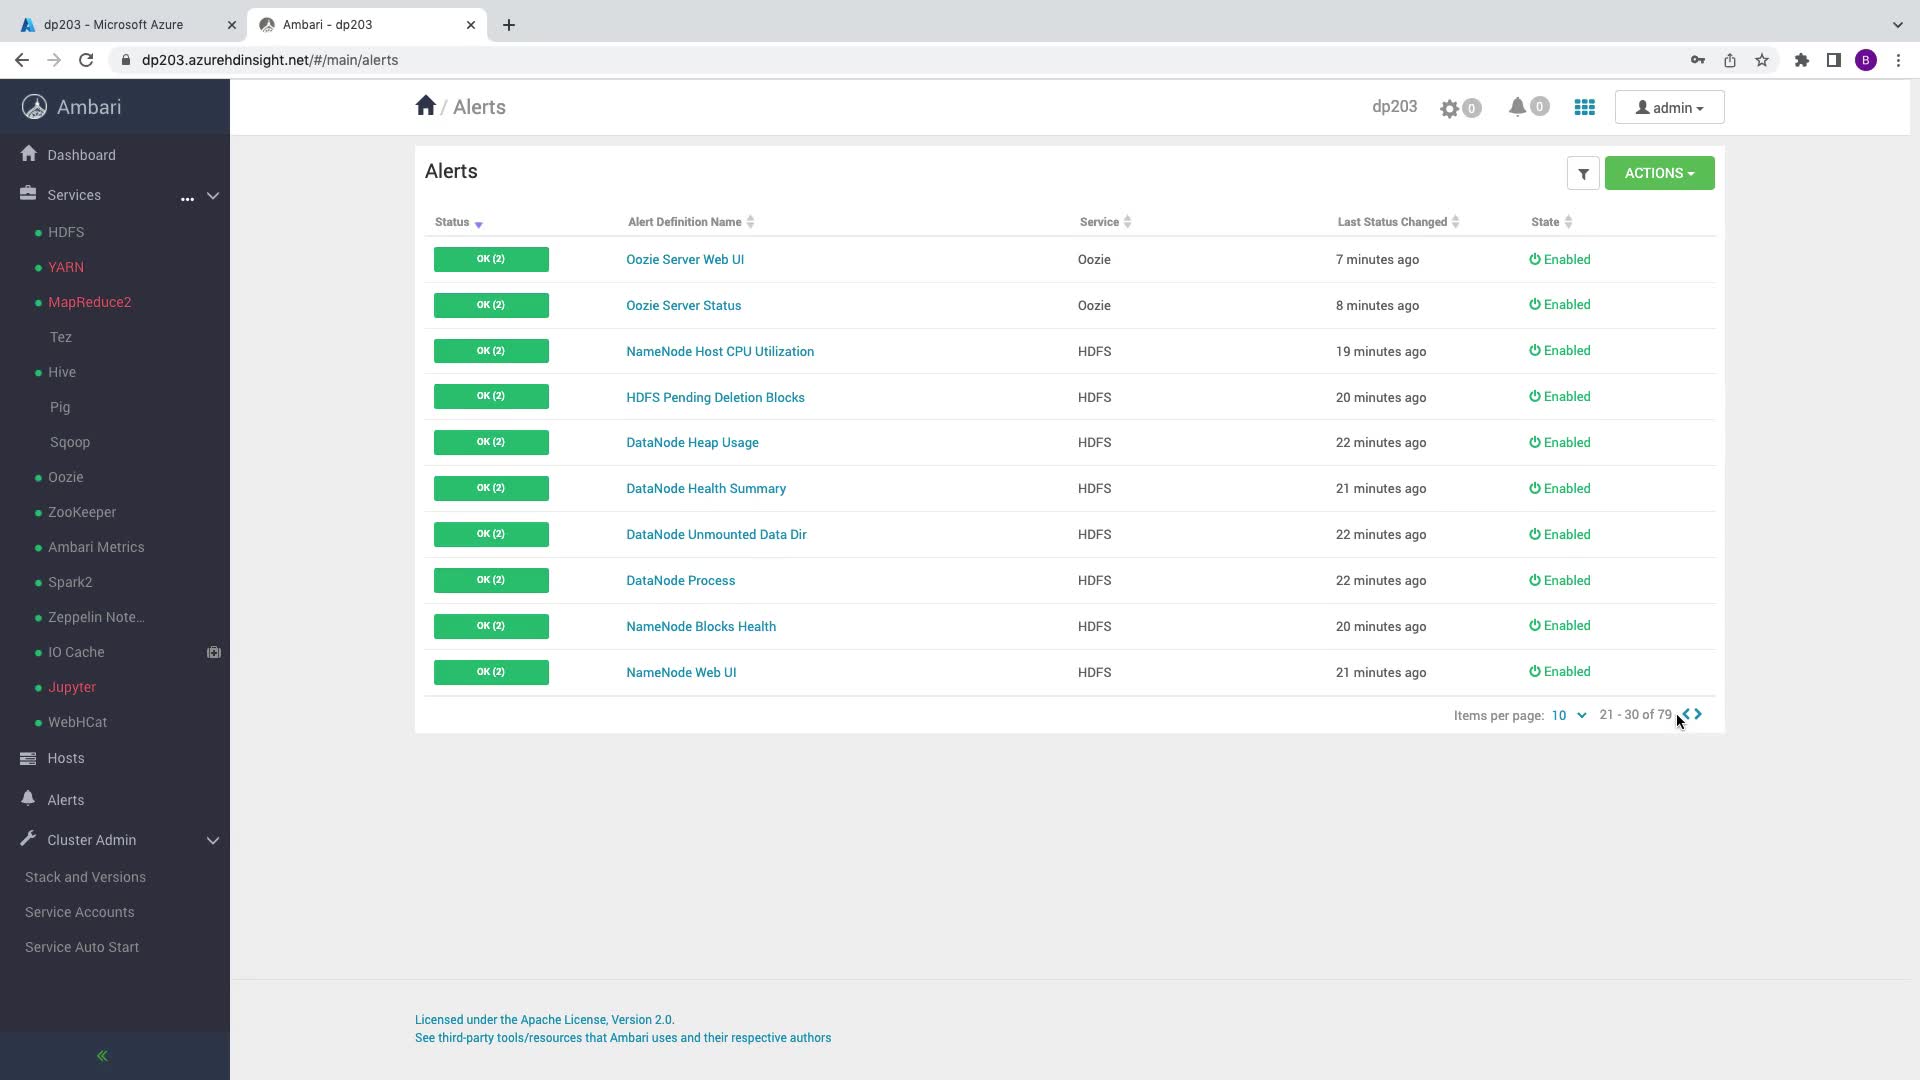 dp203 - Microsoft Azure
Ambari - dp203
dp203.azurehdinsight.net/#/main/alerts
B
Ambari
/ Alerts
dp203
0
0
admin
Dashboard
Services
...
HDFS
YARN
MapReduce2
Tez
Hive
Pig
Sqoop
Oozie
ZooKeeper
Ambari Metrics
Spark2
Zeppelin Note...
IO Cache
Jupyter
WebHCat
Hosts
Alerts
Cluster Admin
Stack and Versions
Service Accounts
Service Auto Start
Alerts
ACTIONS
Status Alert Definition Name Service Last Status Changed State
OK (2) Oozie Server Web UI Oozie 7 minutes ago Enabled
OK (2) Oozie Server Status Oozie 8 minutes ago Enabled
OK (2) NameNode Host CPU Utilization HDFS 19 minutes ago Enabled
OK (2) HDFS Pending Deletion Blocks HDFS 20 minutes ago Enabled
OK (2) DataNode Heap Usage HDFS 22 minutes ago Enabled
OK (2) DataNode Health Summary HDFS 21 minutes ago Enabled
OK (2) DataNode Unmounted Data Dir HDFS 22 minutes ago Enabled
OK (2) DataNode Process HDFS 22 minutes ago Enabled
OK (2) NameNode Blocks Health HDFS 20 minutes ago Enabled
OK (2) NameNode Web UI HDFS 21 minutes ago Enabled
Items per page: 10 21 - 30 of 79
Licensed under the Apache License, Version 2.0.
See third-party tools/resources that Ambari uses and their respective authors